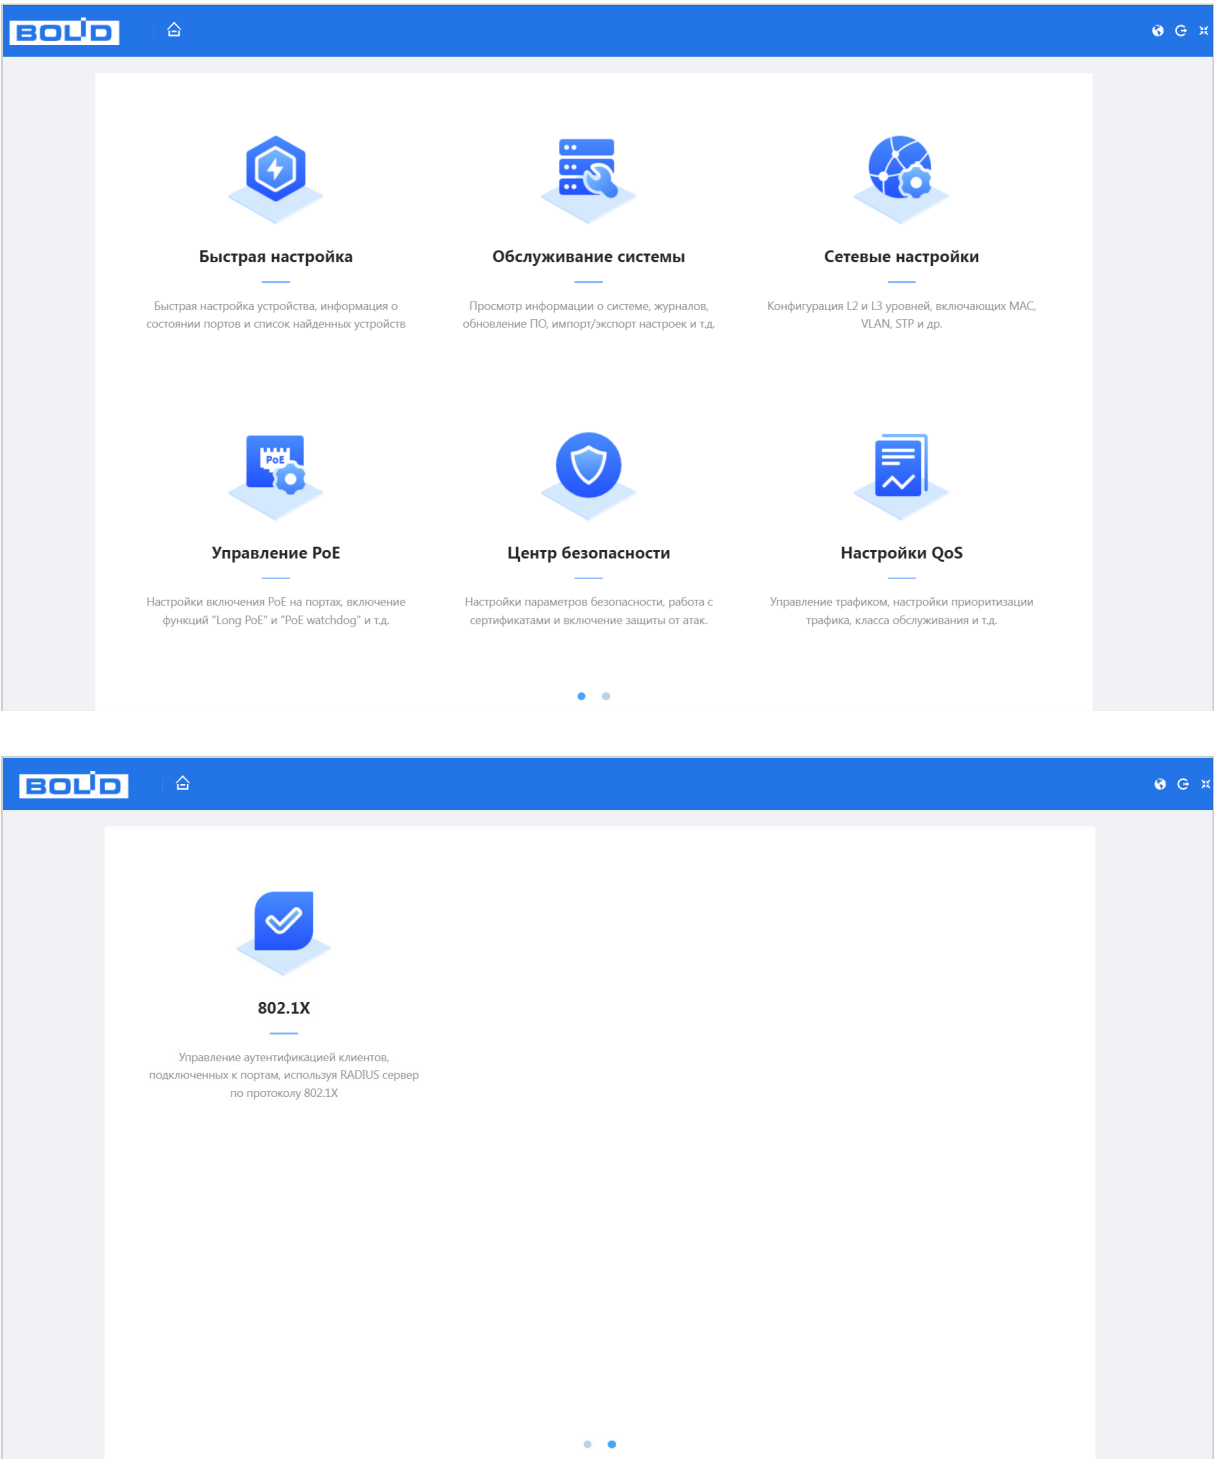 BOLID
Быстрая настройка
Быстрая настройка устройства, информация о
состоянии портов и список найденных устройств
Обслуживание системы
Просмотр информации о системе, журналов,
обновление ПО, импорт/экспорт настроек и т.д.
Сетевые настройки
Конфигурация L2 и L3 уровней, включающих MAC,
VLAN, STP и др.
PoE
Управление PoE
Настройки включения PoE на портах, включение
функций "Long PoE" и "PoE watchdog" и т.д.
Центр безопасности
Настройки параметров безопасности, работа с
сертификатами и включение защиты от атак.
Настройки QoS
Управление трафиком, настройки приоритизации
трафика, класса обслуживания и т.д.
BOLID
802.1X
Управление аутентификацией клиентов,
подключенных к портам, используя RADIUS сервер
по протоколу 802.1X